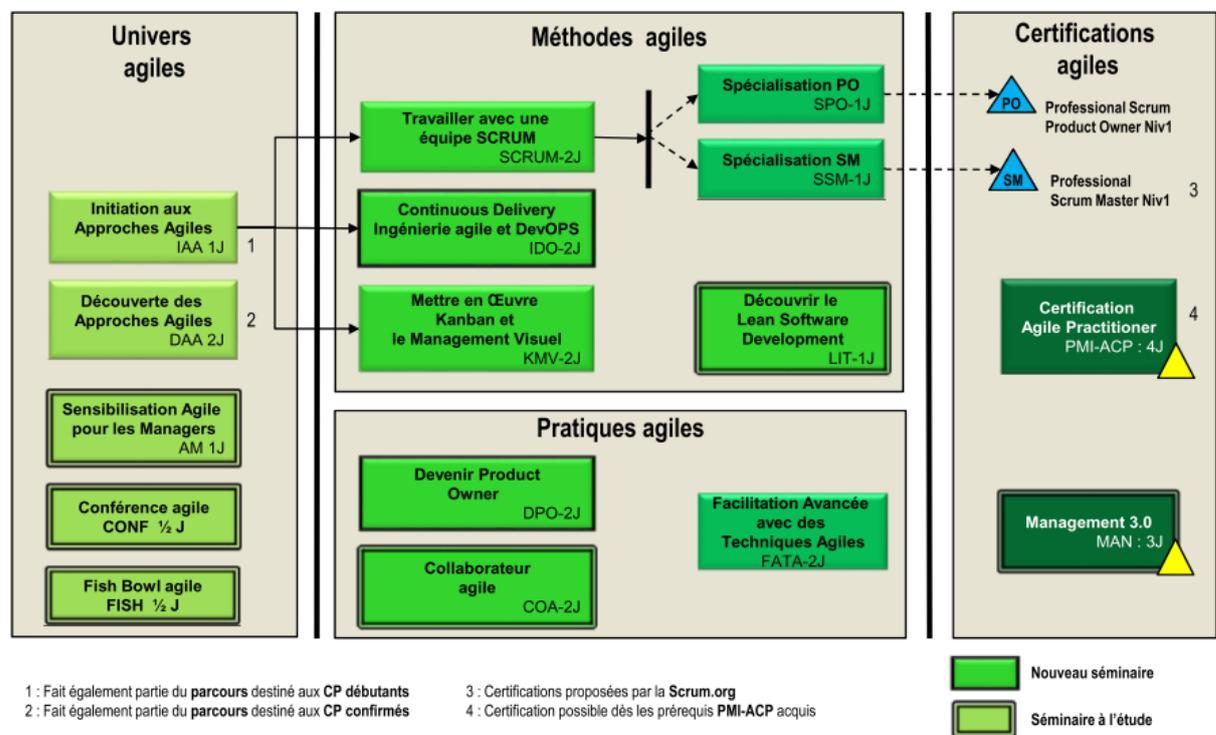 Univers
agiles
Initiation aux
Approches Agiles
IAA 1J
1
Découverte des
Approches Agiles
DAA 2J
2
Sensibilisation Agile
pour les Managers
AM 1J
Conférence agile
CONF ½ J
Fish Bowl agile
FISH ½ J
Méthodes agiles
Travailler avec une
équipe SCRUM
SCRUM-2J
Continuous Delivery
Ingénierie agile et DevOPS
IDO-2J
Mettre en Œuvre
Kanban et
le Management Visuel
KMV-2J
Spécialisation PO
SPO-1J
Spécialisation SM
SSM-1J
Découvrir le
Lean Software
Development
LIT-1J
Pratiques agiles
Devenir Product
Owner
DPO-2J
Collaborateur
agile
COA-2J
Facilitation Avancée
avec des
Techniques Agiles
FATA-2J
Certifications
agiles
PO
Professional Scrum
Product Owner Niv1
SM
Professional
Scrum Master Niv1
3
Certification
Agile Practitioner
PMI-ACP : 4J
4
Management 3.0
MAN : 3J
1 : Fait également partie du parcours destiné aux CP débutants
2 : Fait également partie du parcours destiné aux CP confirmés
3 : Certifications proposées par la Scrum.org
4 : Certification possible dès les prérequis PMI-ACP acquis
Nouveau séminaire
Séminaire à l'étude